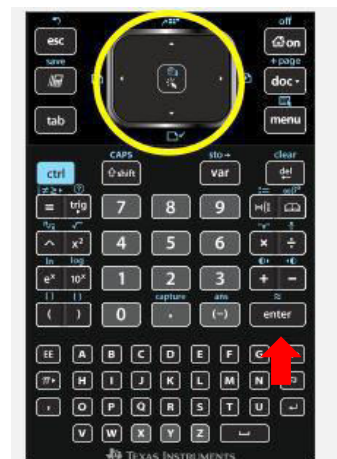 off
esc on
save +page
doc
tab menu
CAPS sto→ clear
ctrl ⇧shift var del
= trig 7 8 9
^ x² 4 5 6 × ÷
ln log
eˣ 10ˣ 1 2 3 + −
capture ans ≈
( ) 0 . (−) enter
EE A B C D E F G
H I J K L M N
, O P Q R S T U ↵
V W X Y Z
TEXAS INSTRUMENTS